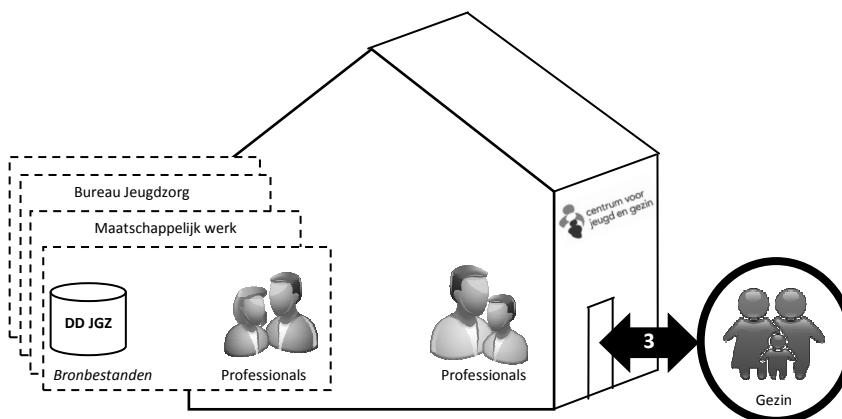 Bureau Jeugdzorg
Maatschappelijk werk
DD JGZ
Bronbestanden
Professionals
Professionals
centrum voor
jeugd en gezin
3
Gezin